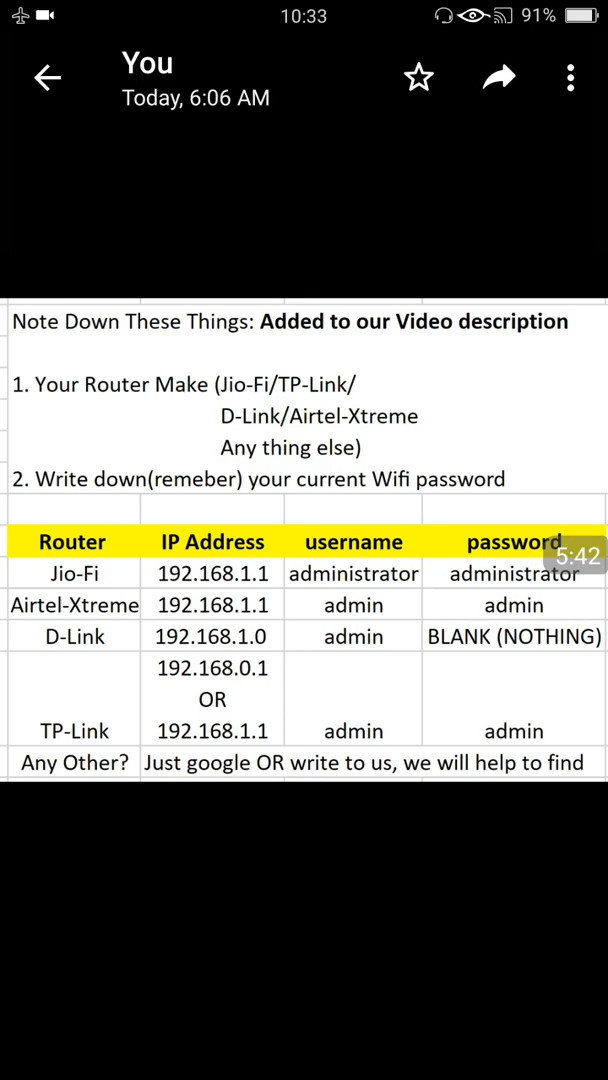 10:33
91%
You
Today, 6:06 AM
Note Down These Things: Added to our Video description
1. Your Router Make (Jio-Fi/TP-Link/
D-Link/Airtel-Xtreme
Any thing else)
2. Write down(remeber) your current Wifi password
Router IP Address username password
5:42
Jio-Fi 192.168.1.1 administrator administrator
Airtel-Xtreme 192.168.1.1 admin admin
D-Link 192.168.1.0 admin BLANK (NOTHING)
192.168.0.1
OR
TP-Link 192.168.1.1 admin admin
Any Other? Just google OR write to us, we will help to find